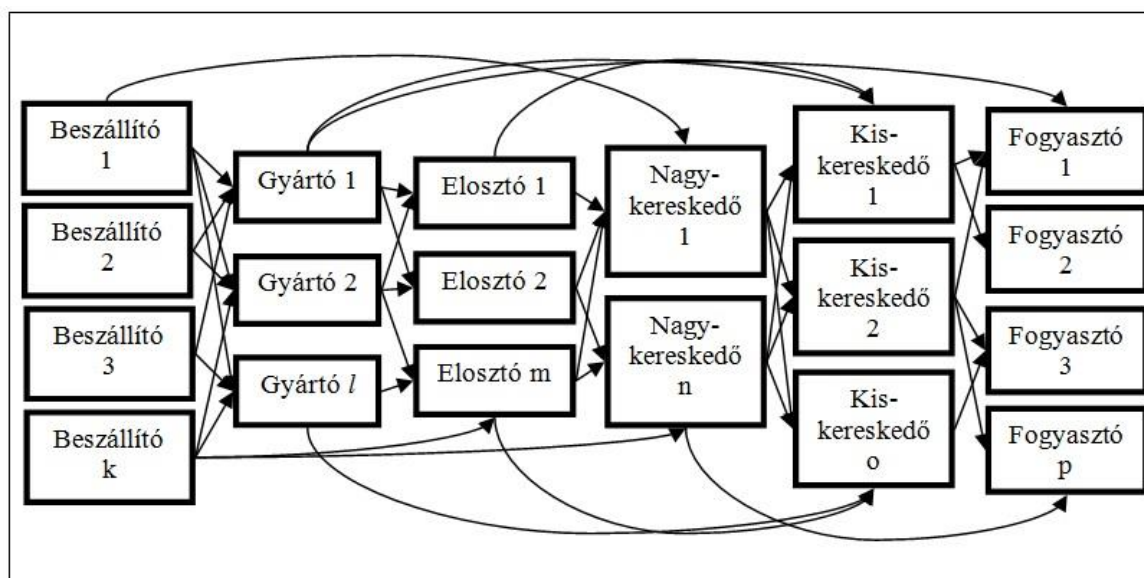 Beszállító
1
Beszállító
2
Beszállító
3
Beszállító
k
Gyártó 1
Gyártó 2
Gyártó l
Elosztó 1
Elosztó 2
Elosztó m
Nagy-
kereskedő
1
Nagy-
kereskedő
n
Kis-
kereskedő
1
Kis-
kereskedő
2
Kis-
kereskedő
o
Fogyasztó
1
Fogyasztó
2
Fogyasztó
3
Fogyasztó
p